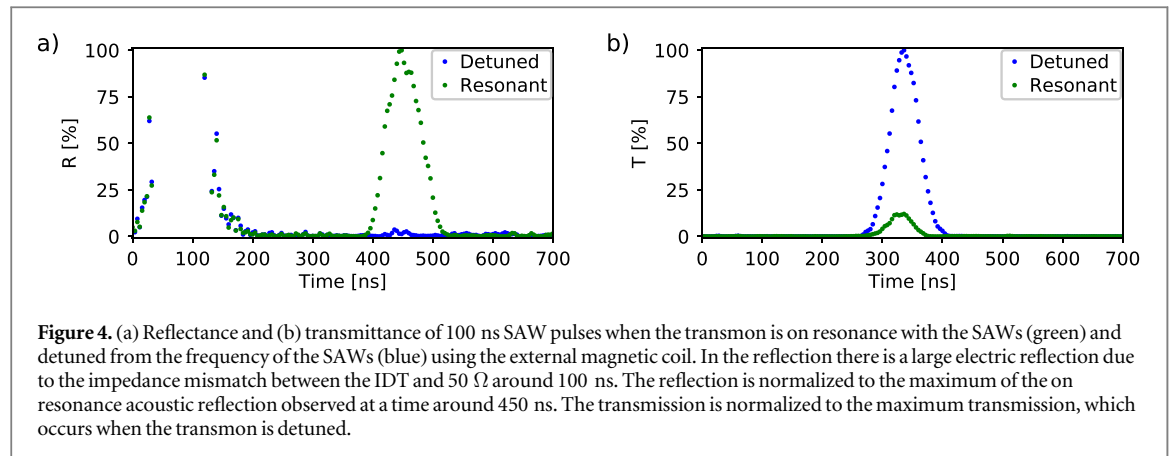 a)
100
75
50
25
0
R [%]
Detuned
Resonant
0 100 200 300 400 500 600 700
Time [ns]
b)
100
75
50
25
0
T [%]
Detuned
Resonant
0 100 200 300 400 500 600 700
Time [ns]
Figure 4. (a) Reflectance and (b) transmittance of 100 ns SAW pulses when the transmon is on resonance with the SAWs (green) and
detuned from the frequency of the SAWs (blue) using the external magnetic coil. In the reflection there is a large electric reflection due
to the impedance mismatch between the IDT and 50 Ω around 100 ns. The reflection is normalized to the maximum of the on
resonance acoustic reflection observed at a time around 450 ns. The transmission is normalized to the maximum transmission, which
occurs when the transmon is detuned.